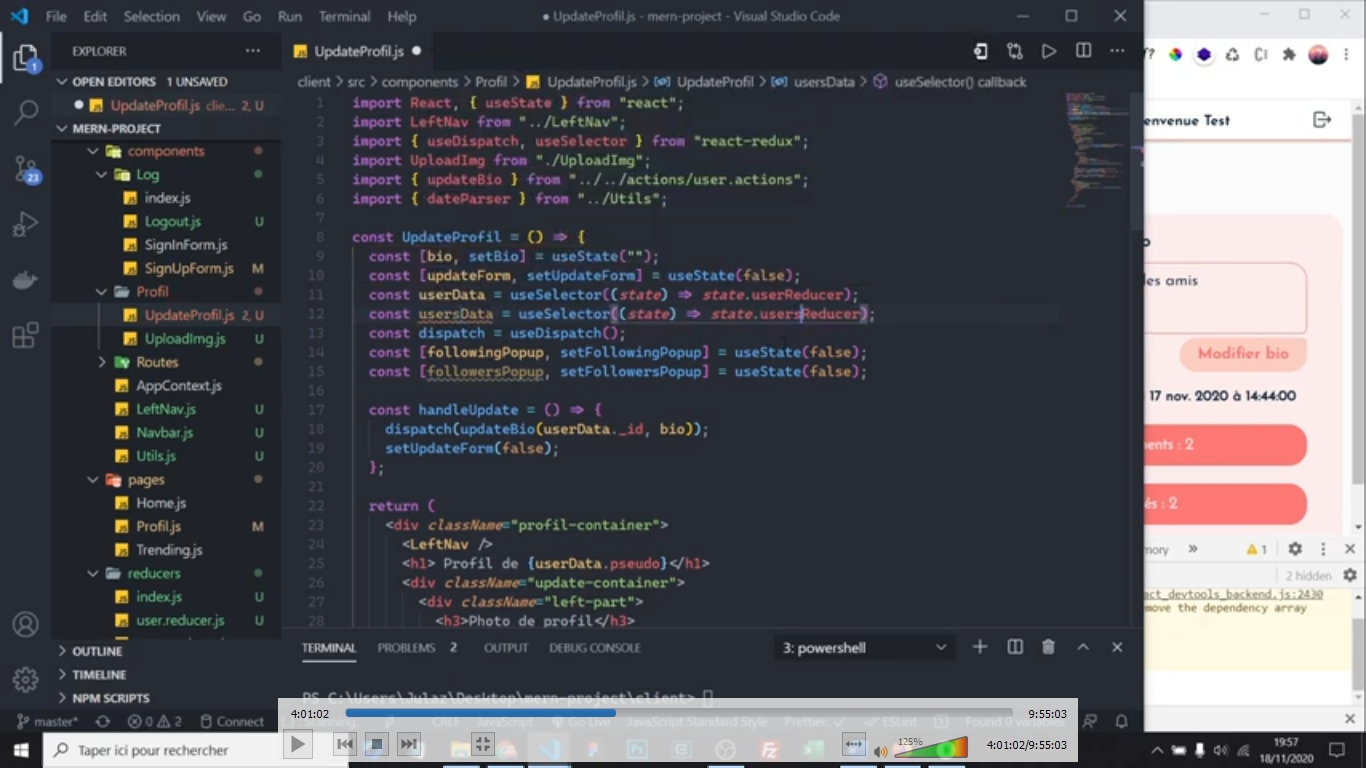 File Edit Selection View Go Run Terminal Help ● UpdateProfil.js - mern-project - Visual Studio Code
EXPLORER ···
OPEN EDITORS 1 UNSAVED
UpdateProfil.js clie... 2, U
MERN-PROJECT
components
Log
index.js
Logout.js U
SignInForm.js
SignUpForm.js M
Profil
UpdateProfil.js 2, U
UploadImg.js U
Routes
AppContext.js
LeftNav.js U
Navbar.js U
Utils.js U
pages
Home.js
Profil.js M
Trending.js
reducers
index.js U
user.reducer.js U
OUTLINE
TIMELINE
NPM SCRIPTS
1
23
UpdateProfil.js ●
client > src > components > Profil > UpdateProfil.js > UpdateProfil > usersData > useSelector() callback
1 import React, { useState } from "react";
2 import LeftNav from "../LeftNav";
3 import { useDispatch, useSelector } from "react-redux";
4 import UploadImg from "./UploadImg";
5 import { updateBio } from "../../actions/user.actions";
6 import { dateParser } from "../Utils";
7
8 const UpdateProfil = () => {
9 const [bio, setBio] = useState("");
10 const [updateForm, setUpdateForm] = useState(false);
11 const userData = useSelector((state) => state.userReducer);
12 const usersData = useSelector((state) => state.usersReducer);
13 const dispatch = useDispatch();
14 const [followingPopup, setFollowingPopup] = useState(false);
15 const [followersPopup, setFollowersPopup] = useState(false);
16
17 const handleUpdate = () => {
18 dispatch(updateBio(userData._id, bio));
19 setUpdateForm(false);
20 };
21
22 return (
23 <div className="profil-container">
24 <LeftNav />
25 <h1> Profil de {userData.pseudo}</h1>
26 <div className="update-container">
27 <div className="left-part">
28 <h3>Photo de profil</h3>
TERMINAL PROBLEMS 2 OUTPUT DEBUG CONSOLE 3: powershell
PS C:\Users\Julaz\Desktop\mern-project\client>
master* 0 2 Connect CRLF JavaScript Go Live JavaScript Standard Style Prettier: ESLint Found 0 variables
envenue Test
o
les amis
Modifier bio
17 nov. 2020 à 14:44:00
ents : 2
és : 2
mory » 1
2 hidden
act_devtools_backend.js:2430
move the dependency array
4:01:02 9:55:03
125%
4:01:02/9:55:03
Taper ici pour rechercher
19:57
18/11/2020